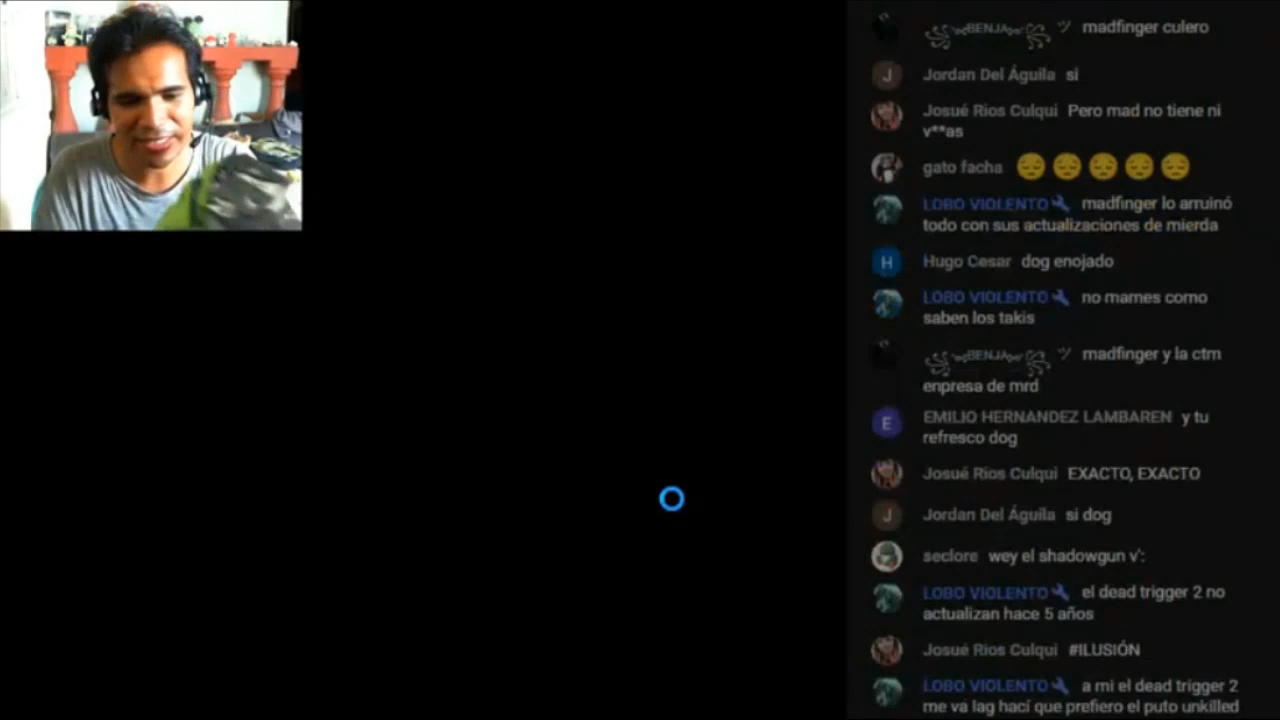 BENJA ツ madfinger culero
J Jordan Del Águila si
Josué Rios Culqui Pero mad no tiene ni
v**as
gato facha 😔😔😔😔😔
LOBO VIOLENTO madfinger lo arruinó
todo con sus actualizaciones de mierda
H Hugo Cesar dog enojado
LOBO VIOLENTO no mames como
saben los takis
BENJA ツ madfinger y la ctm
enpresa de mrd
E EMILIO HERNANDEZ LAMBAREN y tu
refresco dog
Josué Rios Culqui EXACTO, EXACTO
J Jordan Del Águila si dog
seclore wey el shadowgun v':
LOBO VIOLENTO el dead trigger 2 no
actualizan hace 5 años
Josué Rios Culqui #ILUSIÓN
LOBO VIOLENTO a mi el dead trigger 2
me va lag hací que prefiero el puto unkilled